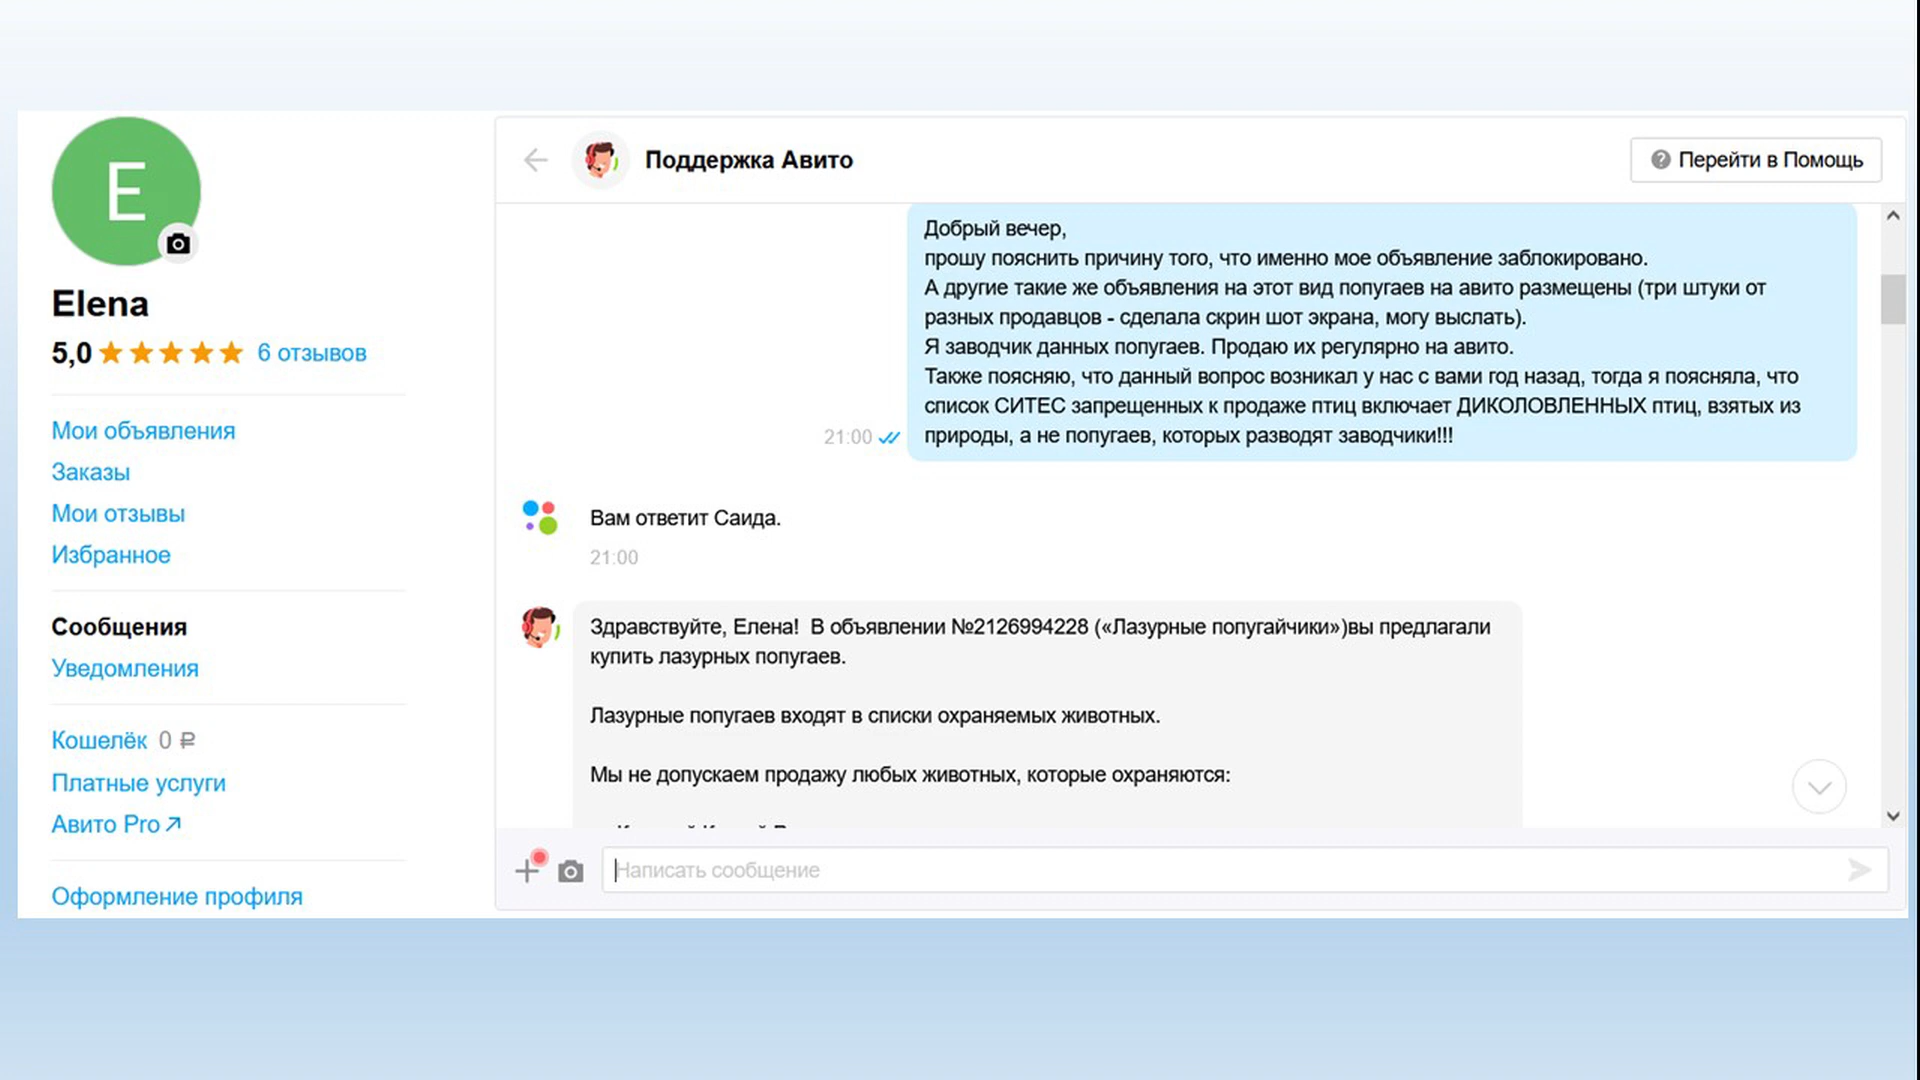 E
Elena
5,0
6 отзывов
Мои объявления
Заказы
Мои отзывы
Избранное
Сообщения
Уведомления
Кошелёк 0 ₽
Платные услуги
Авито Pro
Оформление профиля
Поддержка Авито
Перейти в Помощь
Добрый вечер,
прошу пояснить причину того, что именно мое объявление заблокировано.
А другие такие же объявления на этот вид попугаев на авито размещены (три штуки от
разных продавцов - сделала скрин шот экрана, могу выслать).
Я заводчик данных попугаев. Продаю их регулярно на авито.
Также поясняю, что данный вопрос возникал у нас с вами год назад, тогда я поясняла, что
список СИТЕС запрещенных к продаже птиц включает ДИКОЛОВЛЕННЫХ птиц, взятых из
природы, а не попугаев, которых разводят заводчики!!!
21:00
Вам ответит Саида.
21:00
Здравствуйте, Елена!  В объявлении №2126994228 («Лазурные попугайчики»)вы предлагали
купить лазурных попугаев.
Лазурные попугаев входят в списки охраняемых животных.
Мы не допускаем продажу любых животных, которые охраняются:
Написать сообщение